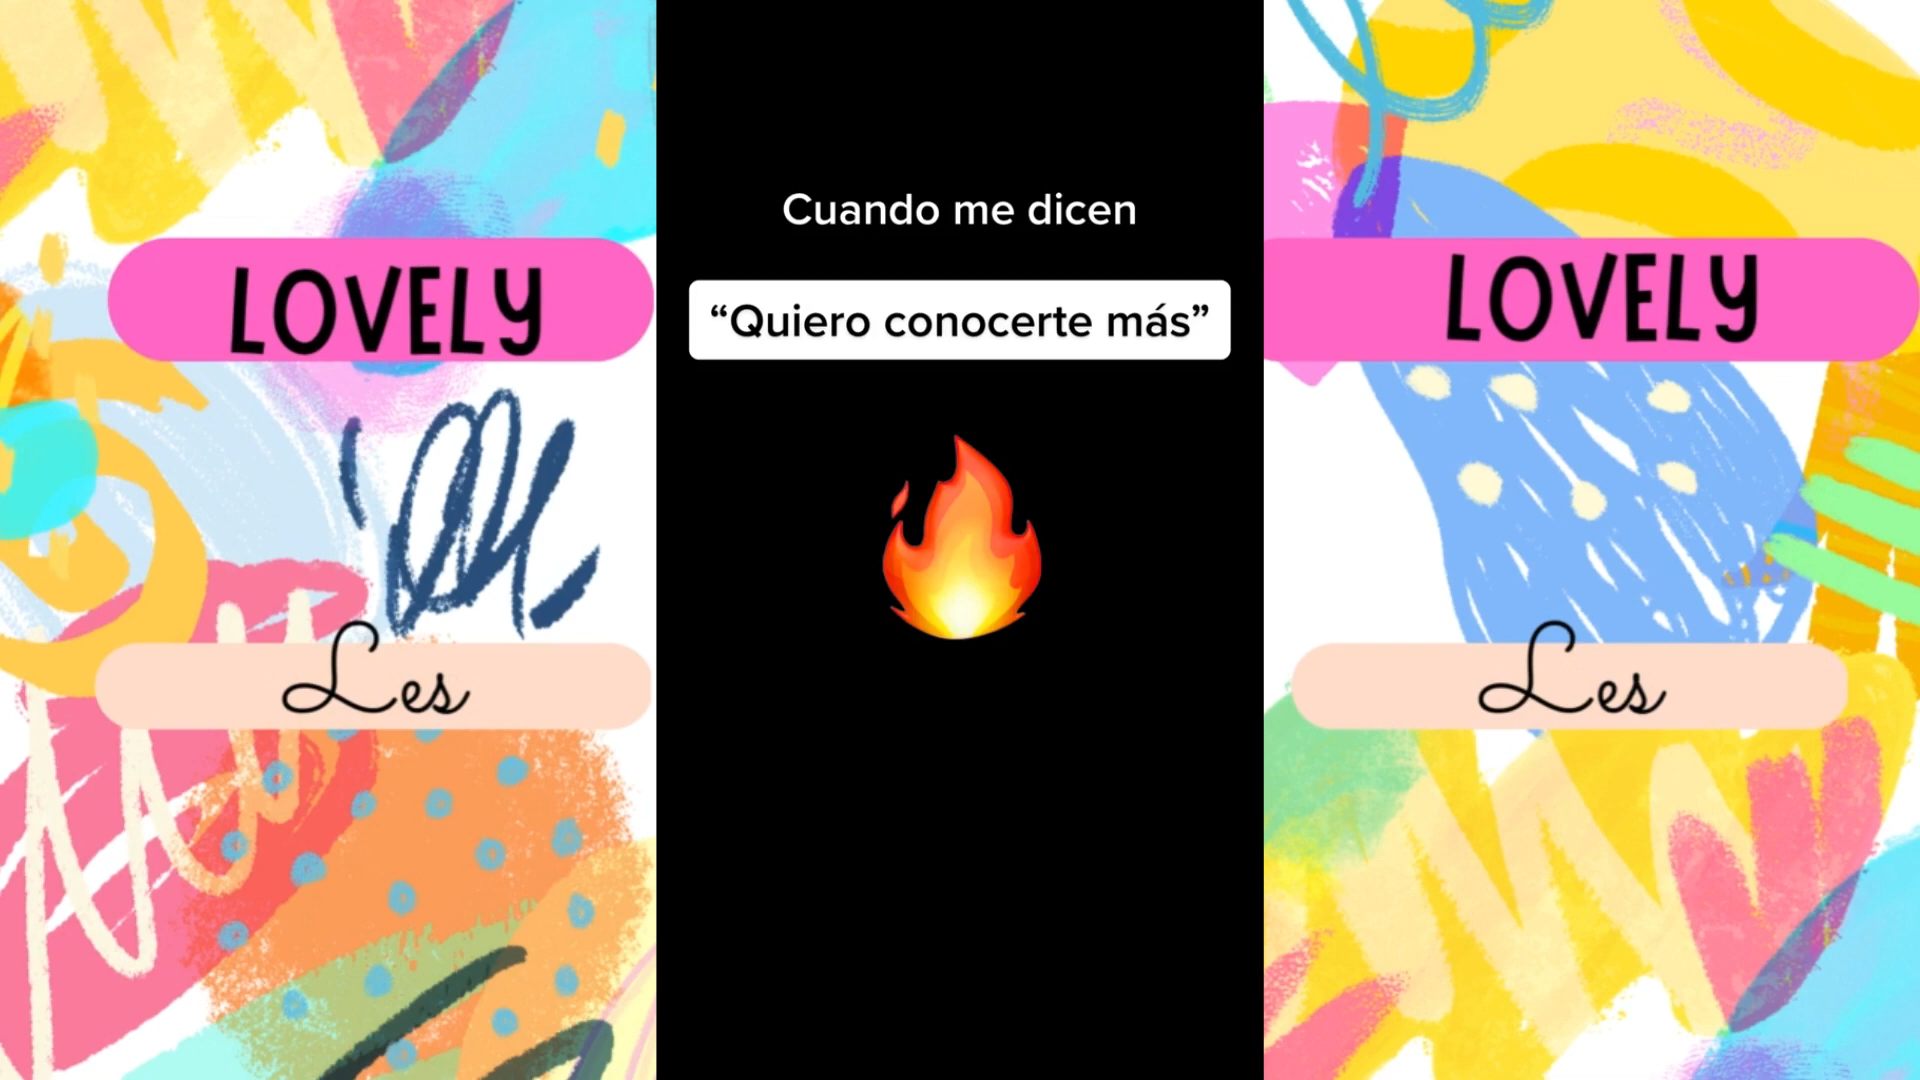 LOVELY
Les
Cuando me dicen
“Quiero conocerte más”
LOVELY
Les